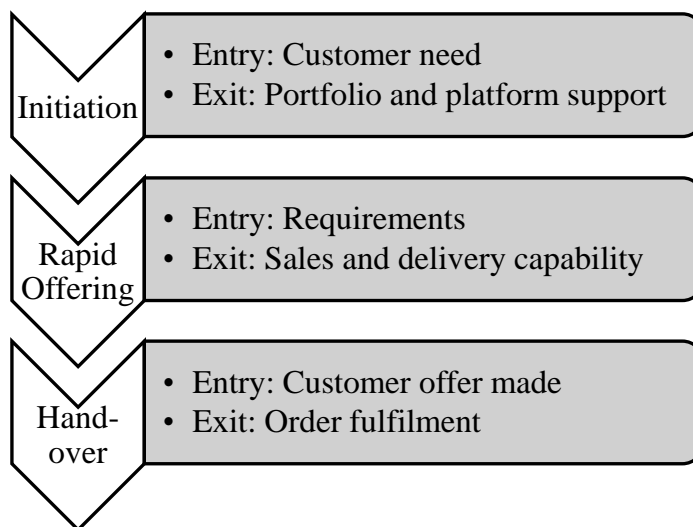 Initiation
• Entry: Customer need
• Exit: Portfolio and platform support
Rapid
Offering
• Entry: Requirements
• Exit: Sales and delivery capability
Hand-
over
• Entry: Customer offer made
• Exit: Order fulfilment